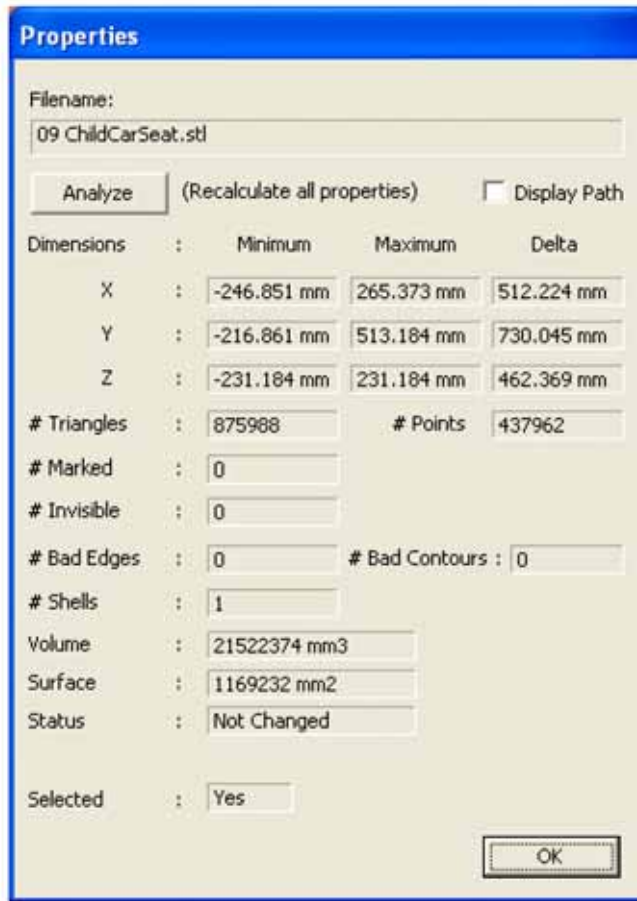 Properties
Filename:
09 ChildCarSeat.stl
Analyze (Recalculate all properties) Display Path
Dimensions : Minimum Maximum Delta
X : -246.851 mm 265.373 mm 512.224 mm
Y : -216.861 mm 513.184 mm 730.045 mm
Z : -231.184 mm 231.184 mm 462.369 mm
# Triangles : 875988 # Points 437962
# Marked : 0
# Invisible : 0
# Bad Edges : 0 # Bad Contours : 0
# Shells : 1
Volume : 21522374 mm3
Surface : 1169232 mm2
Status : Not Changed
Selected : Yes
OK